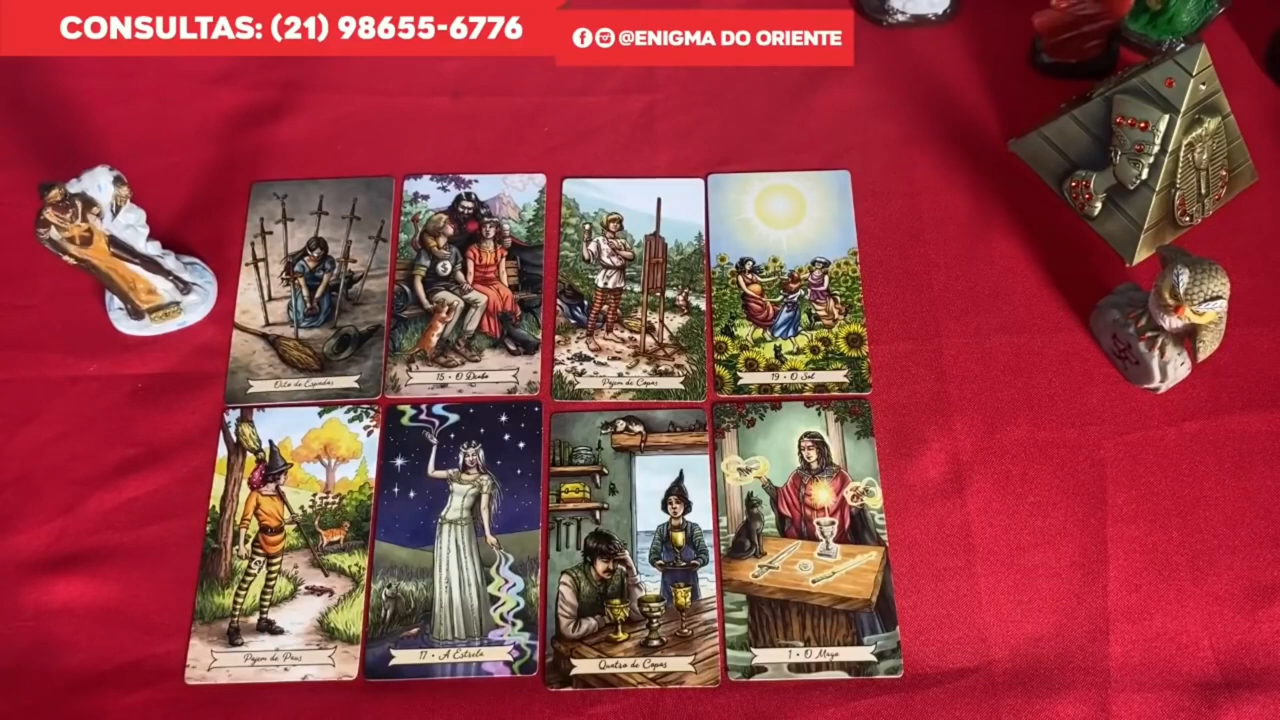 CONSULTAS: (21) 98655-6776
@ENIGMA DO ORIENTE
Oito de Espadas
15 • O Diabo
Pajem de Copas
19 • O Sol
Pajem de Paus
17 • A Estrela
Quatro de Copas
1 • O Mago